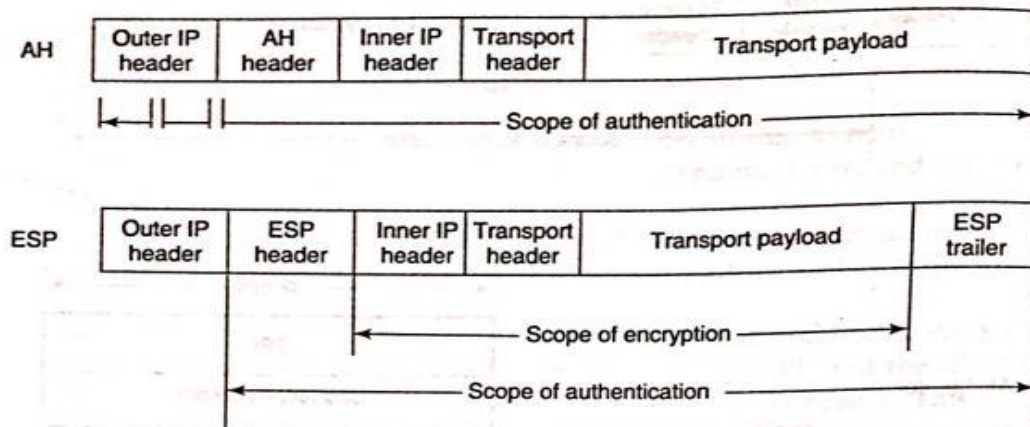 AH
Outer IP header
AH header
Inner IP header
Transport header
Transport payload
Scope of authentication
ESP
Outer IP header
ESP header
Inner IP header
Transport header
Transport payload
ESP trailer
Scope of encryption
Scope of authentication